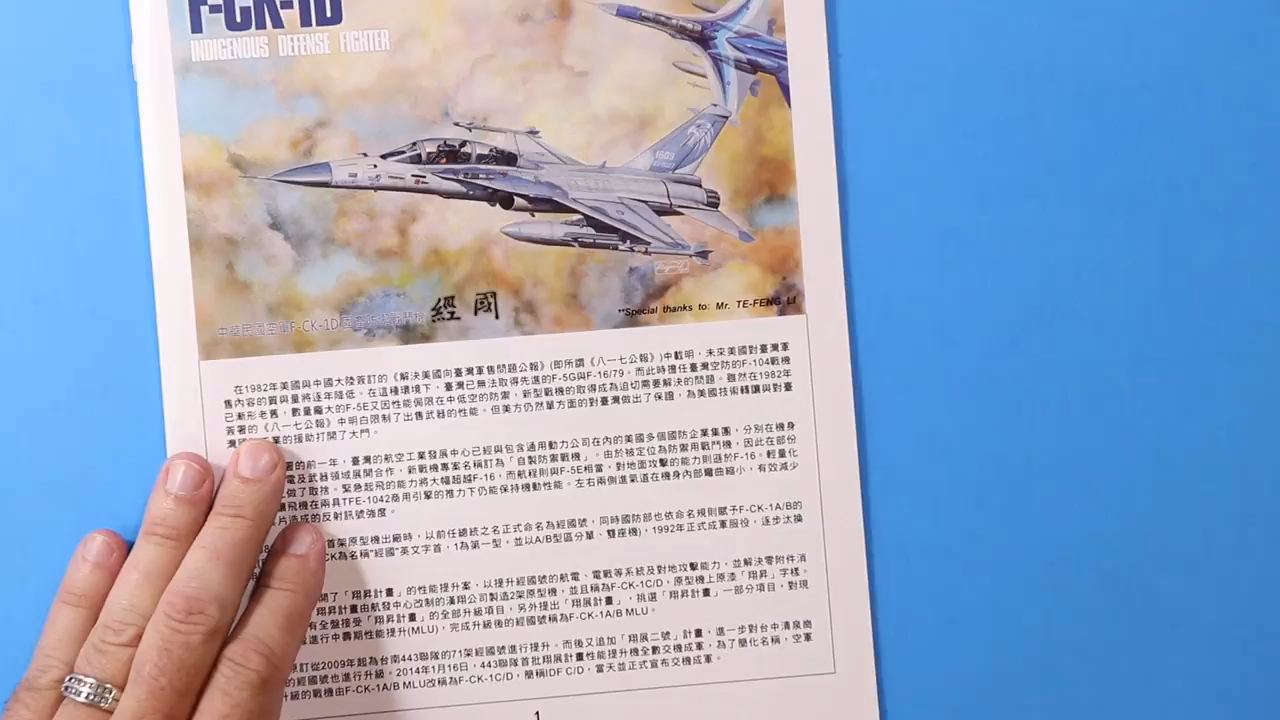 F-CK-1D
INDIGENOUS DEFENSE FIGHTER
1609
中華民國空軍F-CK-1D
經國
**Special thanks to: Mr. TE-FENG LI
在1982年美國與中國大陸簽訂的《解決美國向臺灣軍售問題公報》(即所謂《八一七公報》)中載明，未來美國對臺灣軍
售內容的質與量將逐年降低。在這種環境下，臺灣已無法取得先進的F-5G與F-16/79。而此時擔任臺灣空防的F-104戰機
已漸形老舊，數量龐大的F-5E又因性能侷限在中低空的防禦，新型戰機的取得成為迫切需要解決的問題。雖然在1982年
簽署的《八一七公報》中明白限制了出售武器的性能。但美方仍然單方面的對臺灣做出了保證，為美國技術轉讓與對臺
灣國 業的援助打開了大門。
署的前一年，臺灣的航空工業發展中心已經與包含通用動力公司在內的美國多個國防企業集團，分別在機身
電及武器領域展開合作，新戰機專案名稱訂為「自製防禦戰機」。由於被定位為防禦用戰鬥機，因此在部份
做了取捨。緊急起飛的能力將大幅超越F-16，而航程則與F-5E相當，對地面攻擊的能力則遜於F-16。輕量化
讓飛機在兩具TFE-1042商用引擎的推力下仍能保持機動性能。左右兩側進氣道在機身內部彎曲縮小，有效減少
片造成的反射訊號強度。
首架原型機出廠時，以前任總統之名正式命名為經國號，同時國防部也依命名規則賦予F-CK-1A/B的
CK為名稱"經國"英文字首，1為第一型，並以A/B型區分單、雙座機)，1992年正式成軍服役，逐步汰換
開了「翔昇計畫」的性能提升案，以提升經國號的航電、電戰等系統及對地攻擊能力，並解決零附件消
翔昇計畫由航發中心改制的漢翔公司製造2架原型機，並且稱為F-CK-1C/D，原型機上原漆「翔昇」字樣。
有全盤接受「翔昇計畫」的全部升級項目，另外提出「翔展計畫」，挑選「翔昇計畫」一部分項目，對現
進行中壽期性能提升(MLU)，完成升級後的經國號稱為F-CK-1A/B MLU。
原訂從2009年起為台南443聯隊的71架經國號進行提升。而後又追加「翔展二號」計畫，進一步對台中清泉崗
的經國號也進行升級。2014年1月16日，443聯隊首批翔展計畫性能提升機全數交機成軍，為了簡化名稱，空軍
升級的戰機由F-CK-1A/B MLU改稱為F-CK-1C/D，簡稱IDF C/D，當天並正式宣布交機成軍。
1